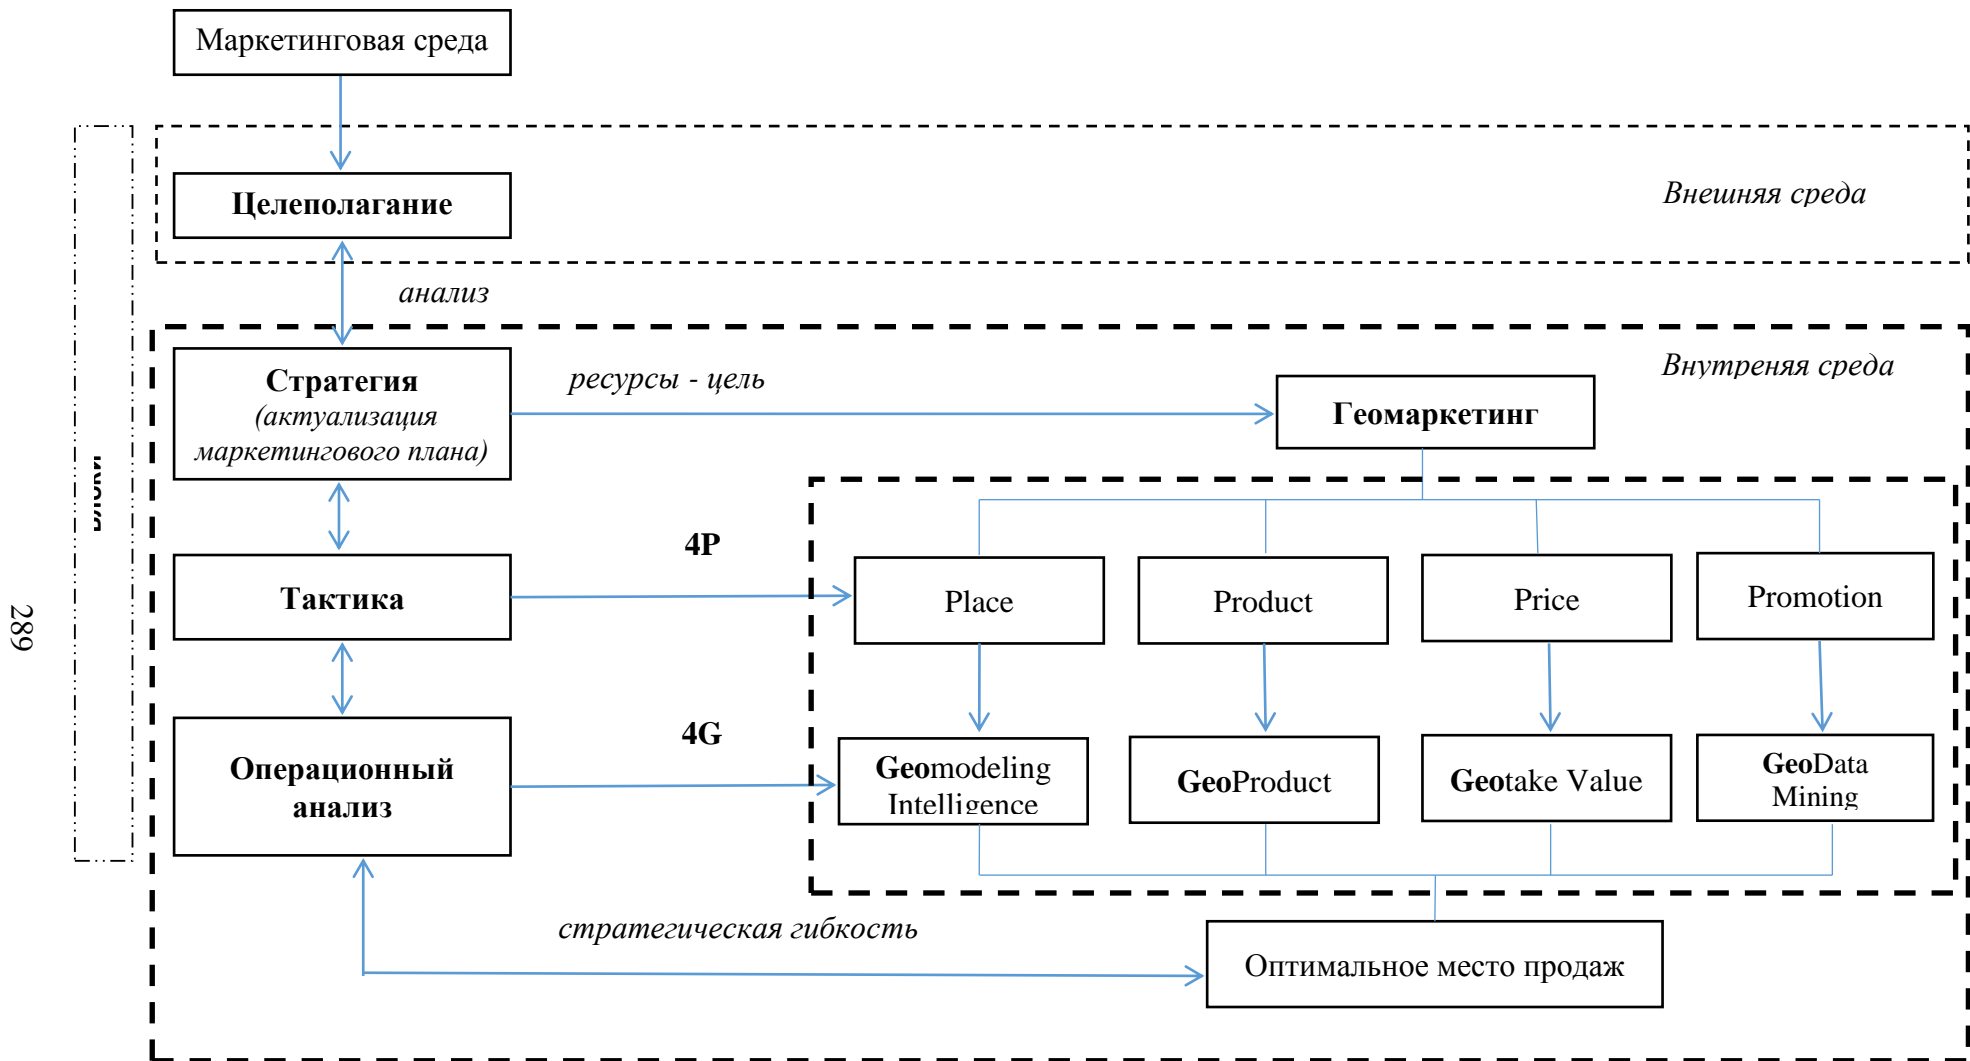 Маркетинговая среда
Целеполагание
Внешняя среда
анализ
Стратегия
(актуализация
маркетингового плана)
ресурсы - цель
Внутреняя среда
Геомаркетинг
4P
Тактика
Place
Product
Price
Promotion
4G
Операционный
анализ
Geomodeling
Intelligence
GeoProduct
Geotake Value
GeoData
Mining
стратегическая гибкость
Оптимальное место продаж
289